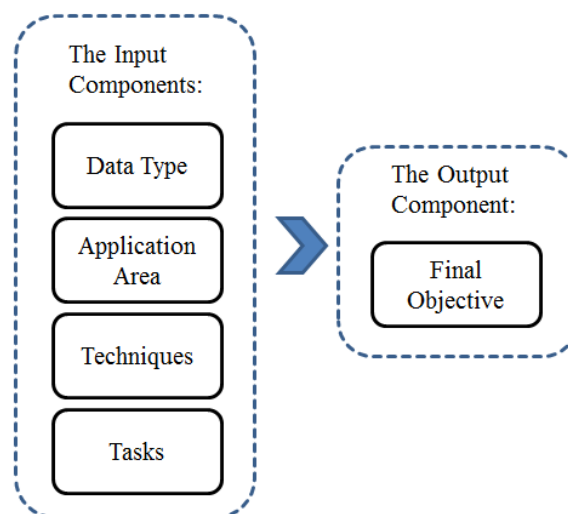 The Input
Components:
Data Type
Application
Area
Techniques
Tasks
The Output
Component:
Final
Objective